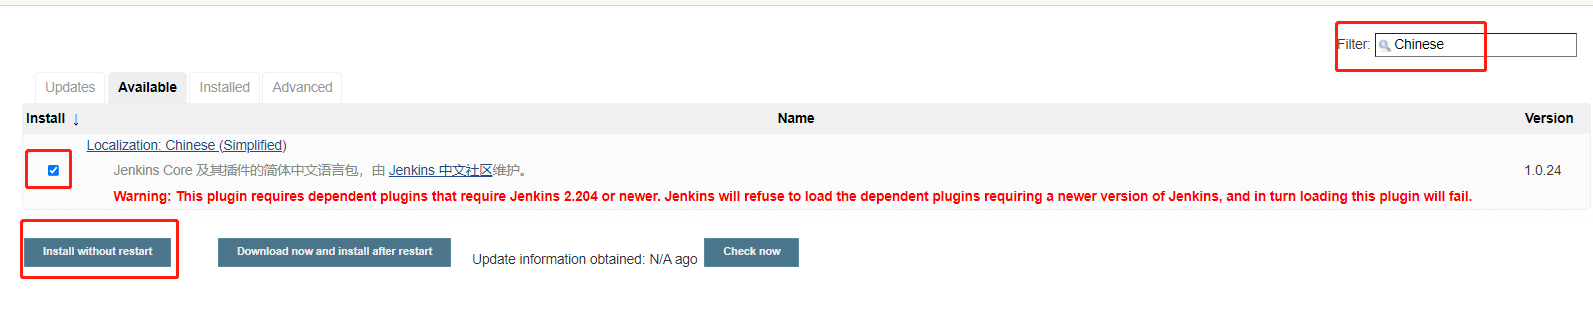 Filter: Chinese
Updates Available Installed Advanced
Install ↓ Name Version
Localization: Chinese (Simplified)
Jenkins Core 及其插件的简体中文语言包，由 Jenkins 中文社区维护。 1.0.24
Warning: This plugin requires dependent plugins that require Jenkins 2.204 or newer. Jenkins will refuse to load the dependent plugins requiring a newer version of Jenkins, and in turn loading this plugin will fail.
Install without restart Download now and install after restart Update information obtained: N/A ago Check now